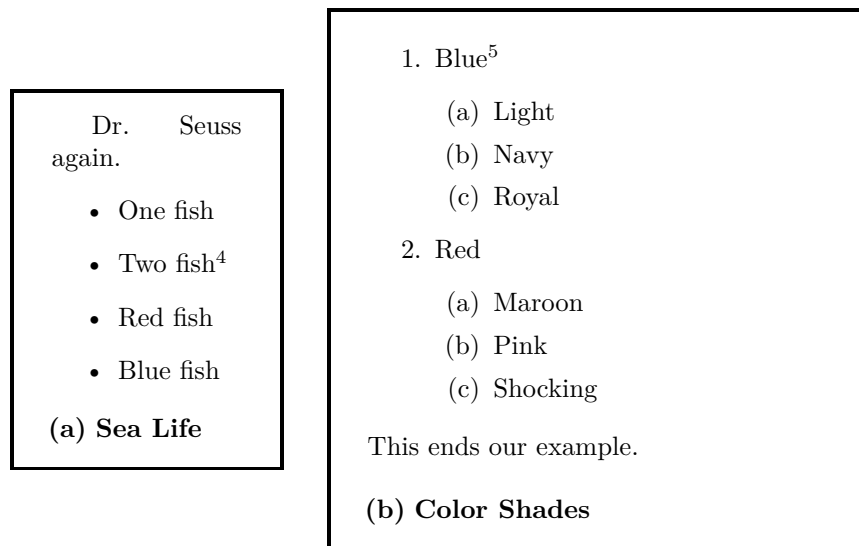 Dr. Seuss
again.
• One fish
• Two fish⁴
• Red fish
• Blue fish
(a) Sea Life
1. Blue⁵
(a) Light
(b) Navy
(c) Royal
2. Red
(a) Maroon
(b) Pink
(c) Shocking
This ends our example.
(b) Color Shades